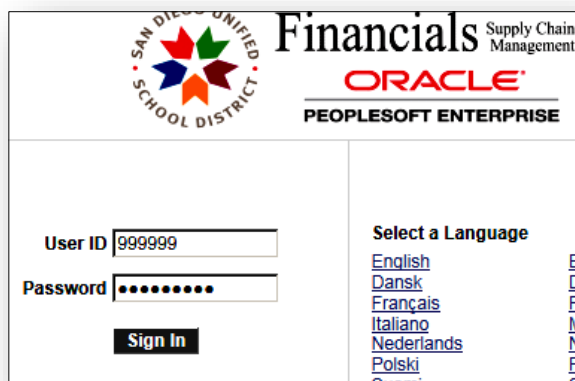 SAN DIEGO UNIFIED
• SCHOOL DISTRICT •
Financials Supply Chain
Management
ORACLE
PEOPLESOFT ENTERPRISE
User ID 999999
Password •••••••••
Sign In
Select a Language
English
Dansk
Français
Italiano
Nederlands
Polski